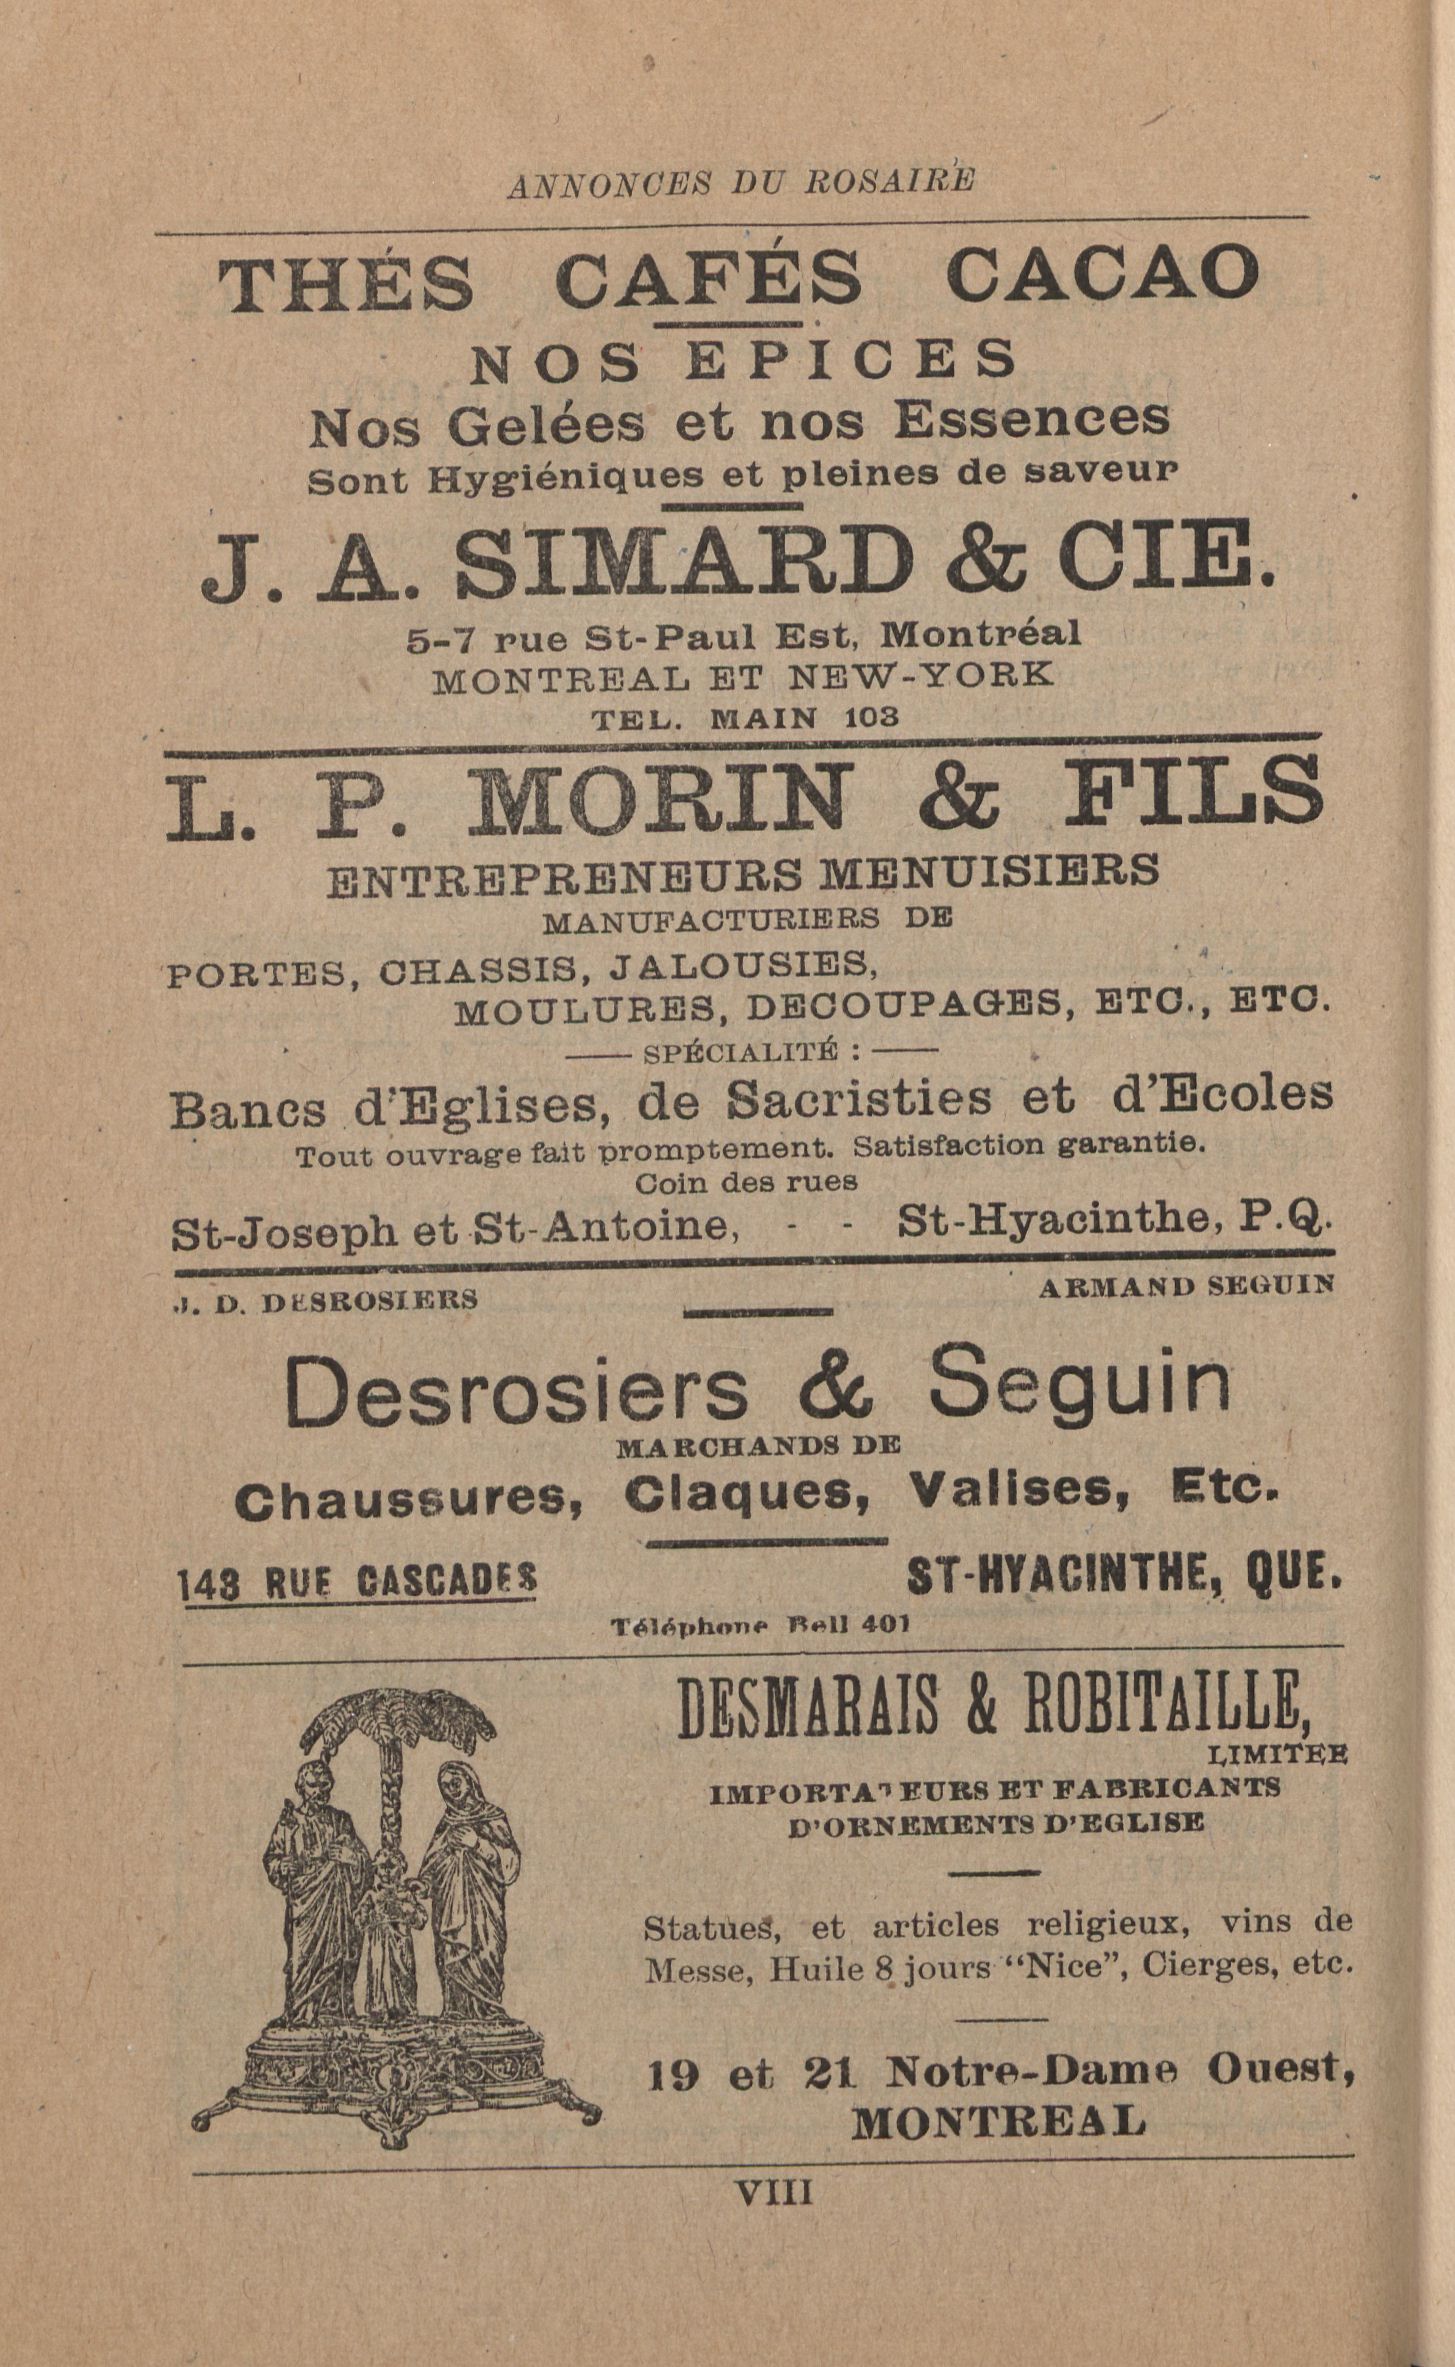 ANNONCES DU ROSAIRE
THÉS CAFÉS CACAO
NOS EPICES
Nos Gelées et nos Essences
Sont Hygiéniques et pleines de saveur
J. A. SIMARD & CIE.
5-7 rue St-Paul Est, Montréal
MONTREAL ET NEW-YORK
TEL. MAIN 103
L. P. MORIN & FILS
ENTREPRENEURS MENUISIERS
MANUFACTURIERS DE
PORTES, CHASSIS, JALOUSIES,
MOULURES, DECOUPAGES, ETC., ETC.
SPÉCIALITÉ :
Bancs d'Eglises, de Sacristies et d'Ecoles
Tout ouvrage fait promptement. Satisfaction garantie.
Coin des rues
St-Joseph et St-Antoine, - - St-Hyacinthe, P.Q.
J. D. DESROSIERS ARMAND SEGUIN
Desrosiers & Seguin
MARCHANDS DE
Chaussures, Claques, Valises, Etc.
143 RUE CASCADES ST-HYACINTHE, QUE.
Téléphone Bell 401
DESMARAIS & ROBITAILLE,
LIMITEE
IMPORTATEURS ET FABRICANTS
D'ORNEMENTS D'EGLISE
Statues, et articles religieux, vins de
Messe, Huile 8 jours "Nice", Cierges, etc.
19 et 21 Notre-Dame Ouest,
MONTREAL
VIII